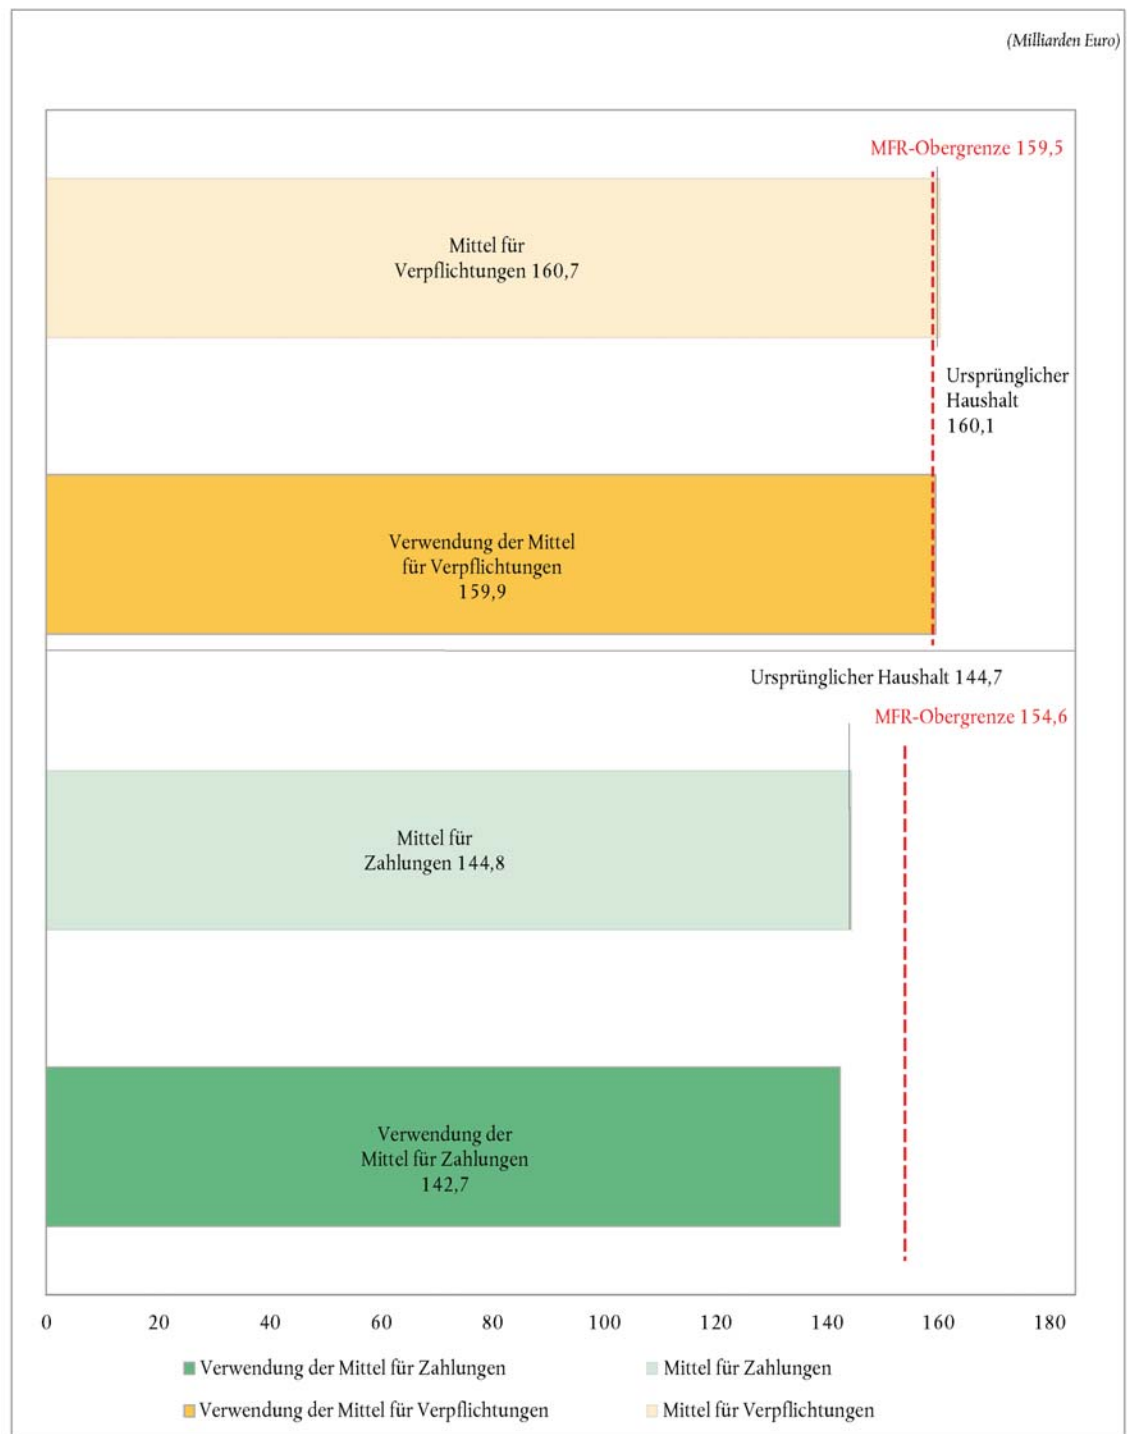 (Milliarden Euro)
MFR-Obergrenze 159,5
Mittel für
Verpflichtungen 160,7
Ursprünglicher
Haushalt
160,1
Verwendung der Mittel
für Verpflichtungen
159,9
Ursprünglicher Haushalt 144,7
MFR-Obergrenze 154,6
Mittel für
Zahlungen 144,8
Verwendung der
Mittel für Zahlungen
142,7
0 20 40 60 80 100 120 140 160 180
Verwendung der Mittel für Zahlungen
Mittel für Zahlungen
Verwendung der Mittel für Verpflichtungen
Mittel für Verpflichtungen